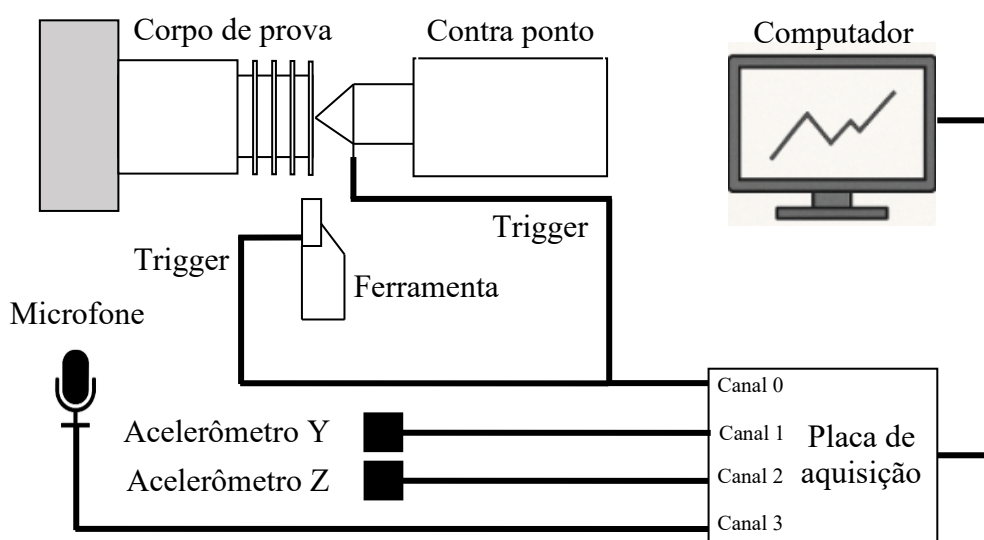 Corpo de prova
Contra ponto
Computador
Trigger
Trigger
Ferramenta
Microfone
Canal 0
Acelerômetro Y
Canal 1
Placa de
aquisição
Acelerômetro Z
Canal 2
Canal 3